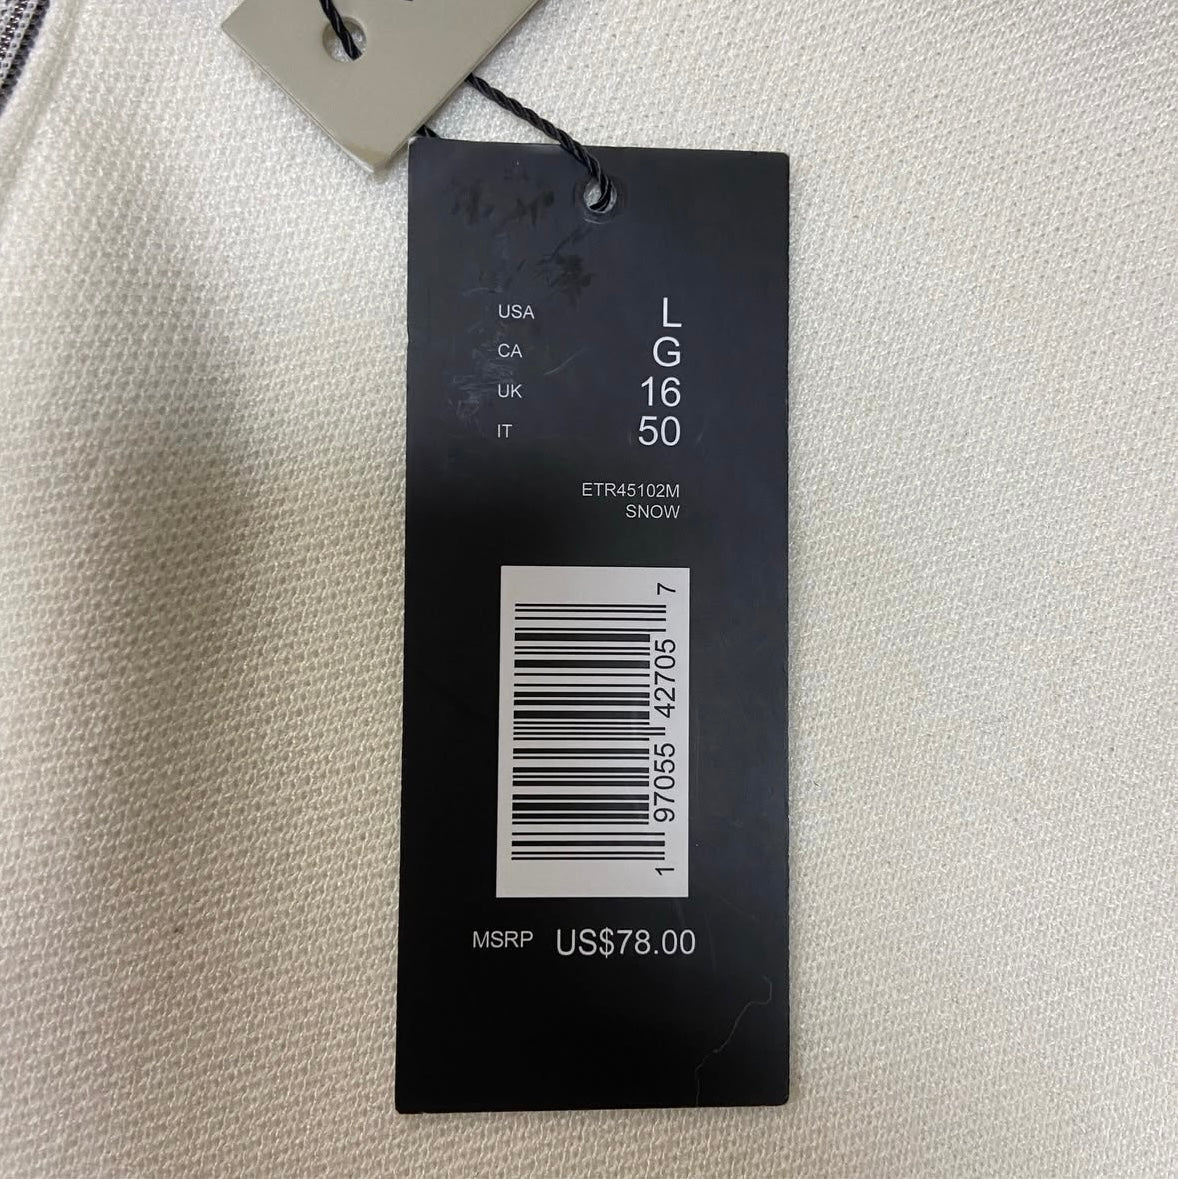 USA L
CA G
UK 16
IT 50
ETR45102M
SNOW
1 97055 42705 7
MSRP US$78.00